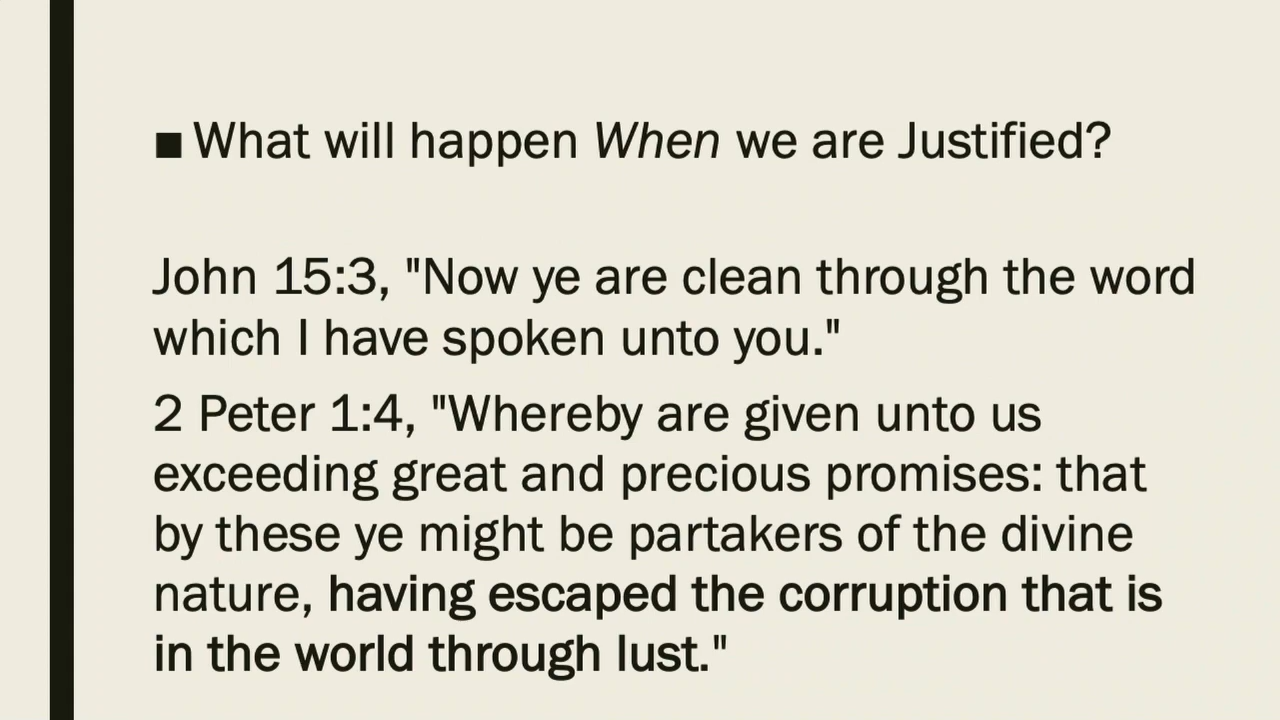 ■ What will happen When we are Justified?
John 15:3, "Now ye are clean through the word
which I have spoken unto you."
2 Peter 1:4, "Whereby are given unto us
exceeding great and precious promises: that
by these ye might be partakers of the divine
nature, having escaped the corruption that is
in the world through lust."